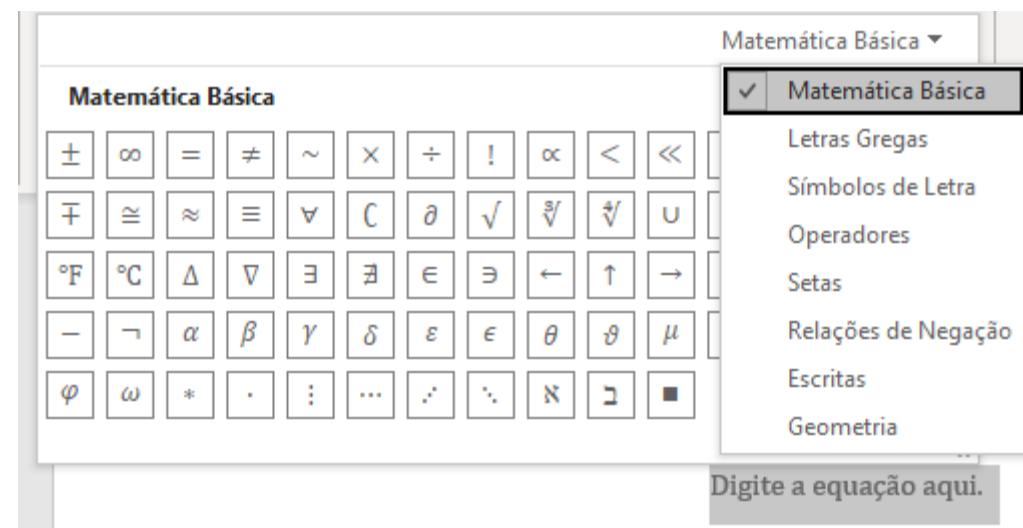 Matemática Básica
Matemática Básica
Matemática Básica
Letras Gregas
Símbolos de Letra
Operadores
Setas
Relações de Negação
Escritas
Geometria
± ∞ = ≠ ~ × ÷ ! ∝ < ≪
∓ ≅ ≈ ≡ ∀ ∁ ∂ √ ∛ ∜ ∪
°F °C ∆ ∇ ∃ ∄ ∈ ∋ ← ↑ →
− ¬ α β γ δ ε ϵ θ ϑ μ
φ ω * ∙ ⋮ ⋯ ⋰ ⋱ ℵ ℶ ∎
Digite a equação aqui.